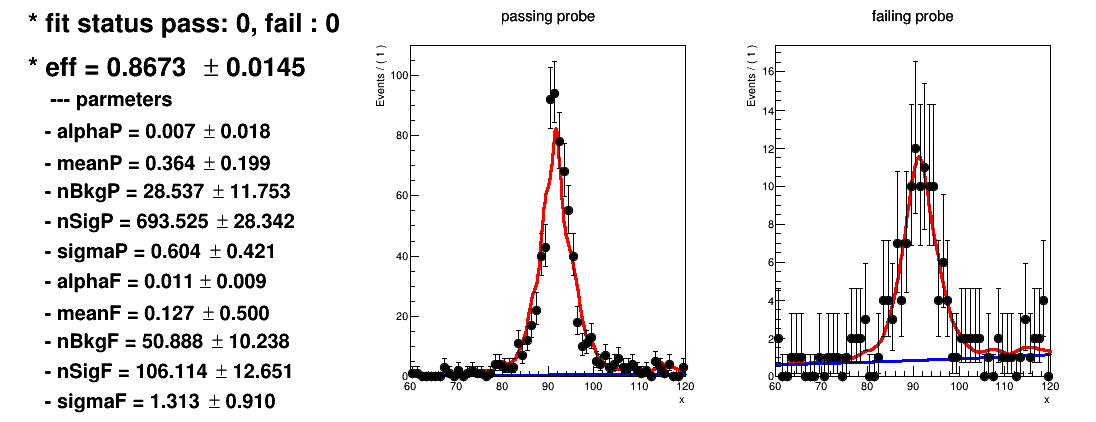 * fit status pass: 0, fail : 0
* eff = 0.8673 ± 0.0145
--- parmeters
- alphaP = 0.007 ± 0.018
- meanP = 0.364 ± 0.199
- nBkgP = 28.537 ± 11.753
- nSigP = 693.525 ± 28.342
- sigmaP = 0.604 ± 0.421
- alphaF = 0.011 ± 0.009
- meanF = 0.127 ± 0.500
- nBkgF = 50.888 ± 10.238
- nSigF = 106.114 ± 12.651
- sigmaF = 1.313 ± 0.910
passing probe
Events / ( 1 )
100
80
60
40
20
0
60 70 80 90 100 110 120
x
failing probe
Events / ( 1 )
16
14
12
10
8
6
4
2
0
60 70 80 90 100 110 120
x